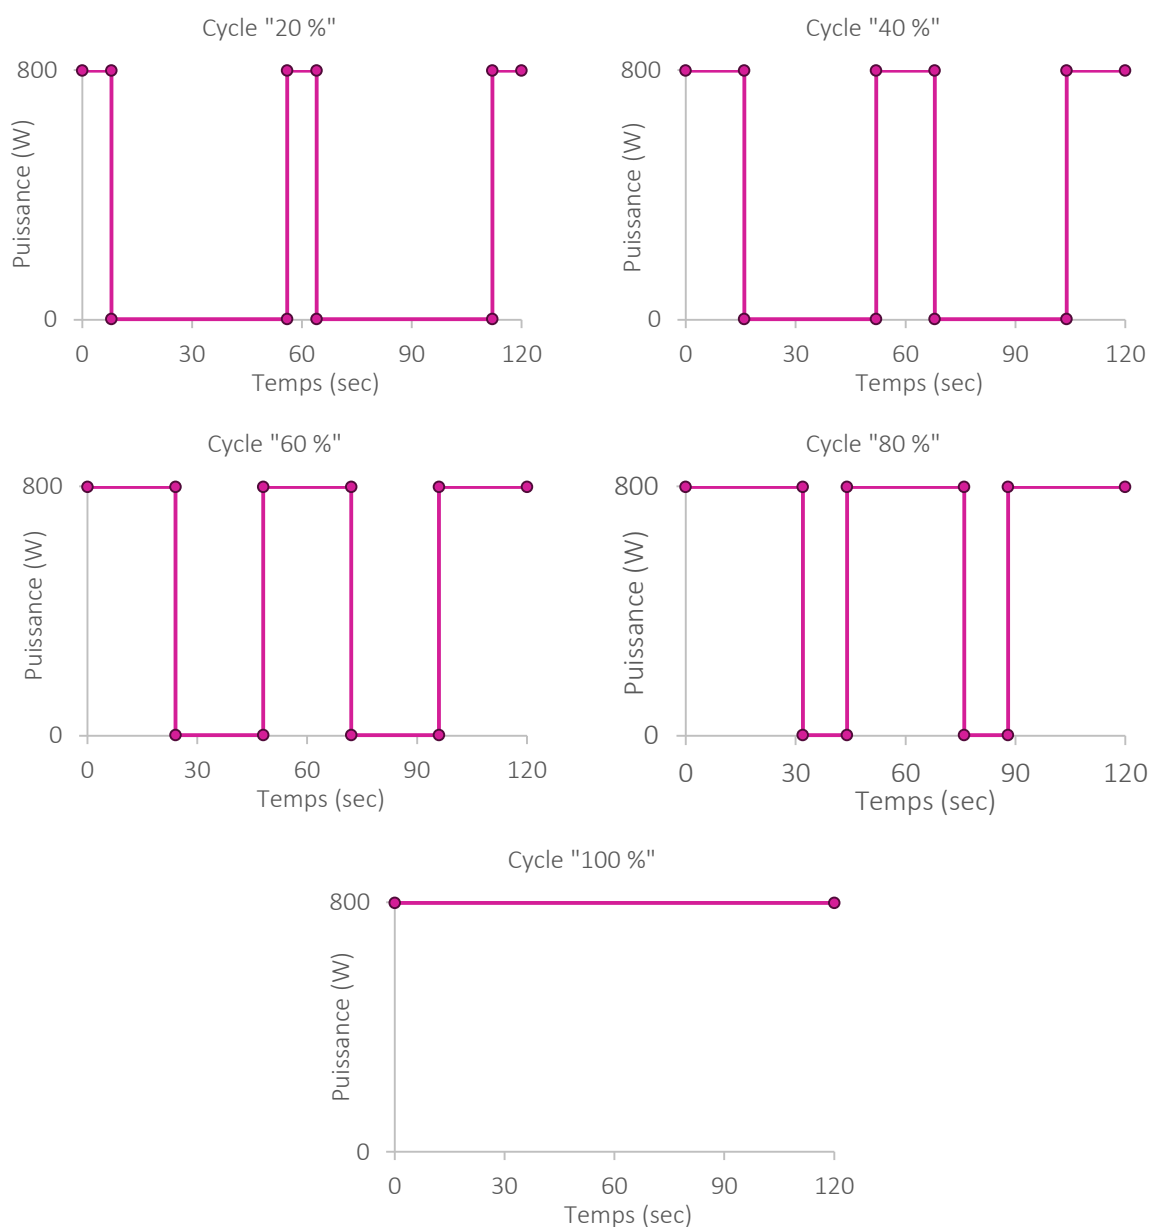 Cycle "20 %"
800
Puissance (W)
0
0 30 60 90 120
Temps (sec)
Cycle "40 %"
800
Puissance (W)
0
0 30 60 90 120
Temps (sec)
Cycle "60 %"
800
Puissance (W)
0
0 30 60 90 120
Temps (sec)
Cycle "80 %"
800
Puissance (W)
0
0 30 60 90 120
Temps (sec)
Cycle "100 %"
800
Puissance (W)
0
0 30 60 90 120
Temps (sec)